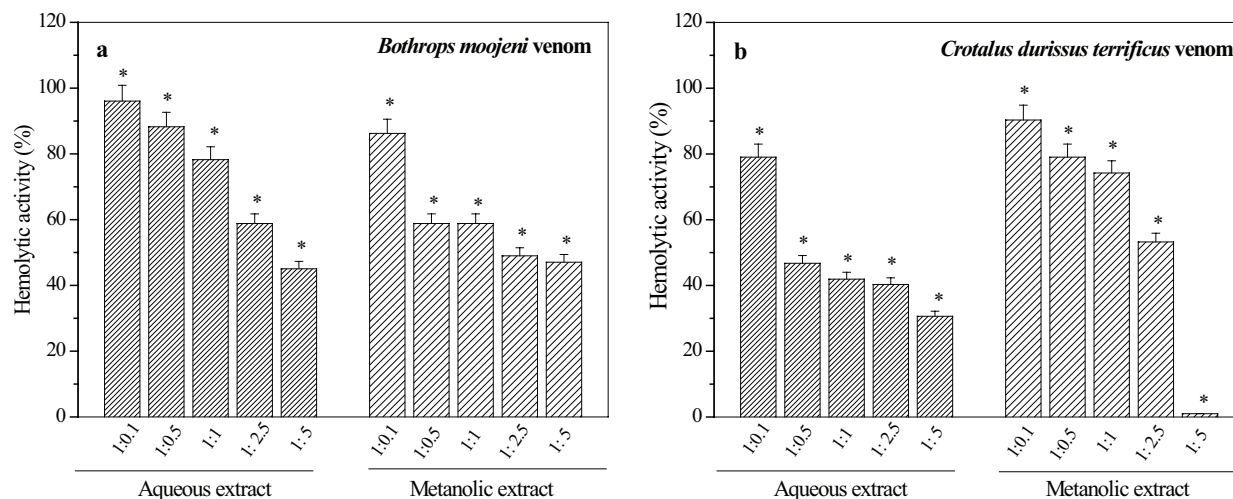 a
Bothrops moojeni venom
Hemolytic activity (%)
120
100
80
60
40
20
0
* * * * * * * * * *
1:0.1 1:0.5 1:1 1: 2.5 1: 5 1:0.1 1:0.5 1:1 1: 2.5 1: 5
Aqueous extract Metanolic extract
b
Crotalus durissus terrificus venom
Hemolytic activity (%)
120
100
80
60
40
20
0
* * * * * * * * * *
1:0.1 1:0.5 1:1 1: 2.5 1: 5 1:0.1 1:0.5 1:1 1: 2.5 1: 5
Aqueous extract Metanolic extract